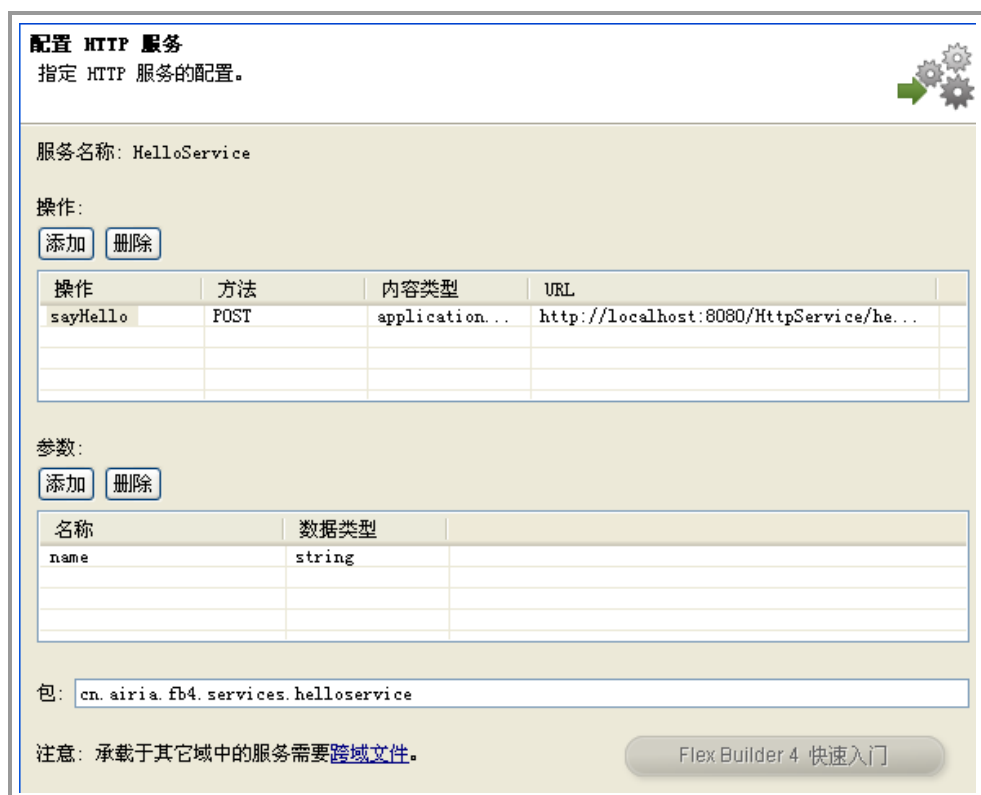 配置 HTTP 服务
指定 HTTP 服务的配置。
服务名称: HelloService
操作:
添加 删除
操作 方法 内容类型 URL
sayHello POST application... http://localhost:8080/HttpService/he...
参数:
添加 删除
名称 数据类型
name string
包: cn.airia.fb4.services.helloservice
注意: 承载于其它域中的服务需要跨域文件。
Flex Builder 4 快速入门